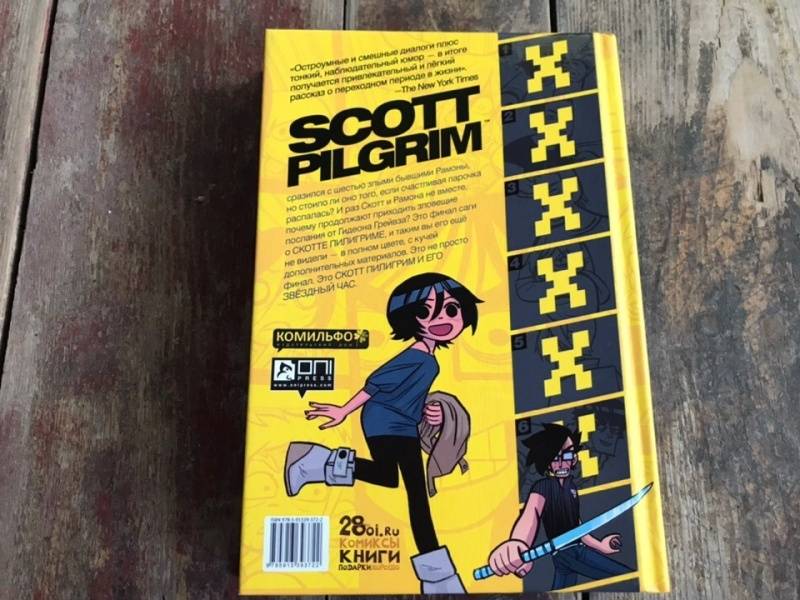 «Остроумные и смешные диалоги плюс
тонкий, наблюдательный юмор – в итоге
получается привлекательный и лёгкий
рассказ о переходном периоде в жизни».
—The New York Times
SCOTT
PILGRIM™
сразился с шестью злыми бывшими Рамоны,
но стоило ли оно того, если счастливая парочка
распалась? И раз Скотт и Рамона не вместе,
почему продолжают приходить зловещие
послания от Гидеона Грейвза? Это финал саги
о СКОТТЕ ПИЛИГРИМЕ, и таким вы его ещё
не видели — в полном цвете, с кучей
дополнительных материалов. Это не просто
финал. Это СКОТТ ПИЛИГРИМ И ЕГО
ЗВЁЗДНЫЙ ЧАС.
1
X
2
X
3
X
4
X
5
X
6
КОМИЛЬФО
издательский дом
ONI
PRESS
www.onipress.com
28oi.ru
КОМИКСЫ
КНИГИ
ПОДАРКИ